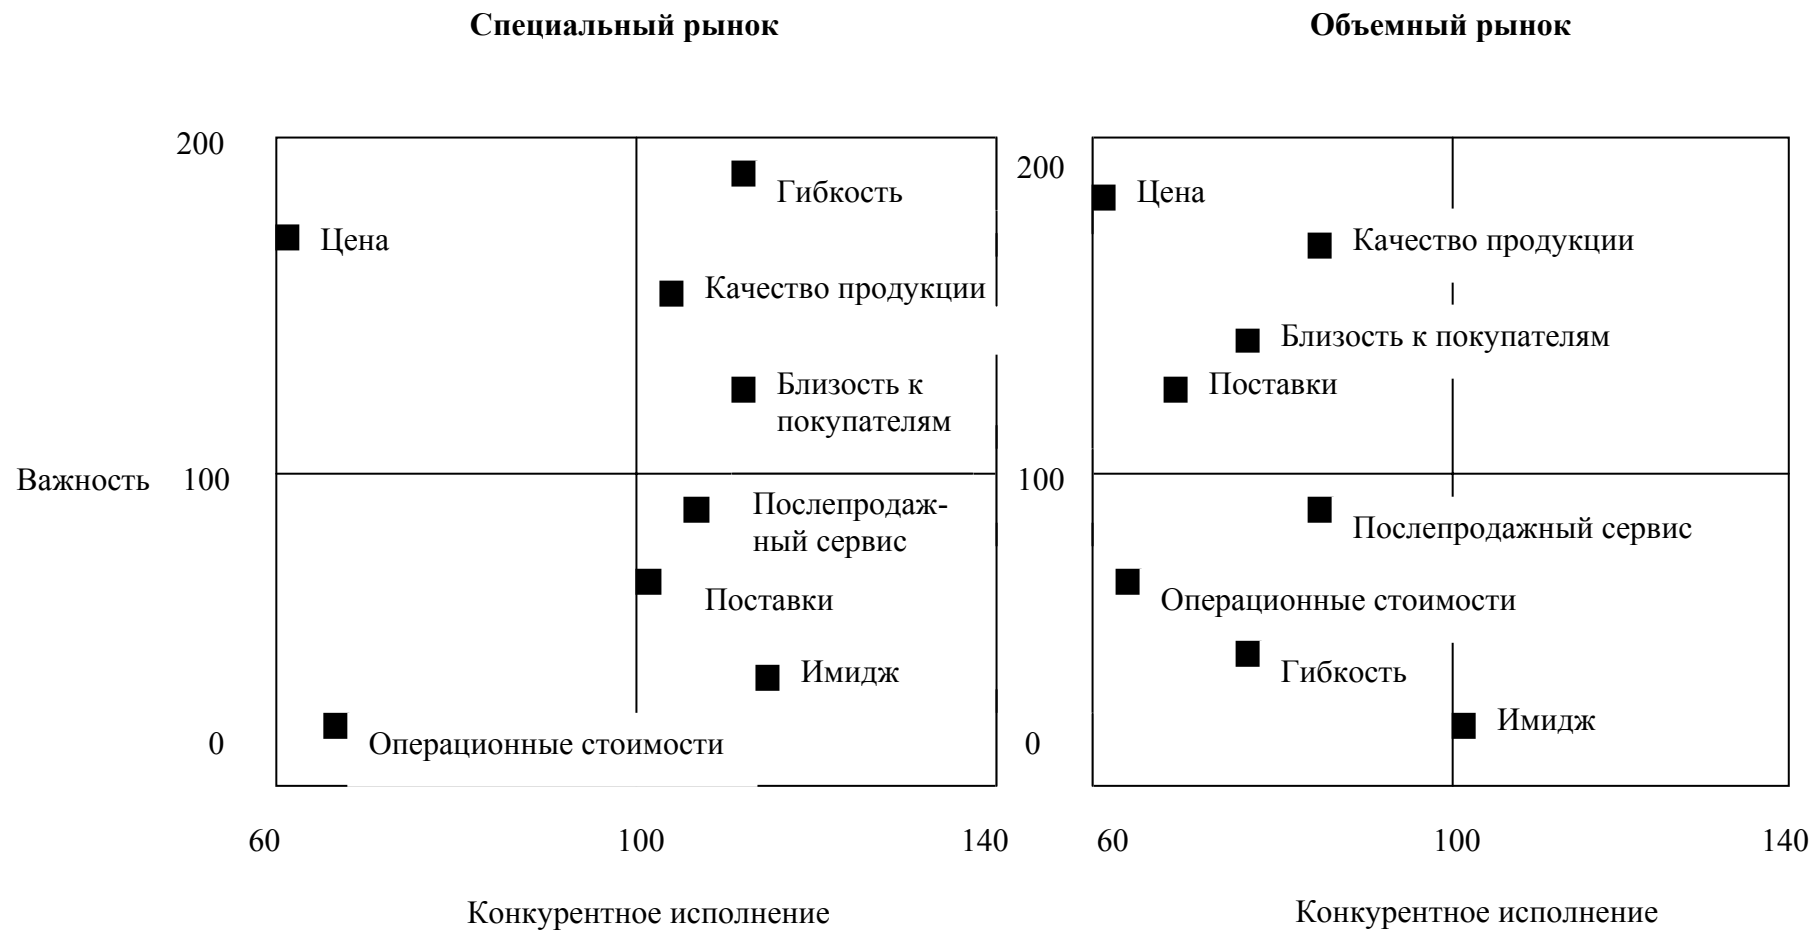 Специальный рынок
Объемный рынок
200
Гибкость
Цена
Качество продукции
Близость к
покупателям
Важность
100
Послепродаж-
ный сервис
Поставки
Имидж
Операционные стоимости
0
60
100
140
Конкурентное исполнение
200
Цена
Качество продукции
Близость к покупателям
Поставки
100
Послепродажный сервис
Операционные стоимости
Гибкость
Имидж
0
60
100
140
Конкурентное исполнение